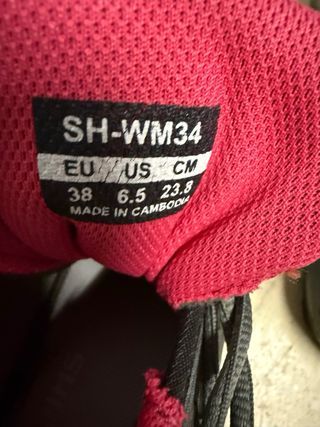 SH-WM34
EU / US / CM
38 6.5 23.8
MADE IN CAMBODIA